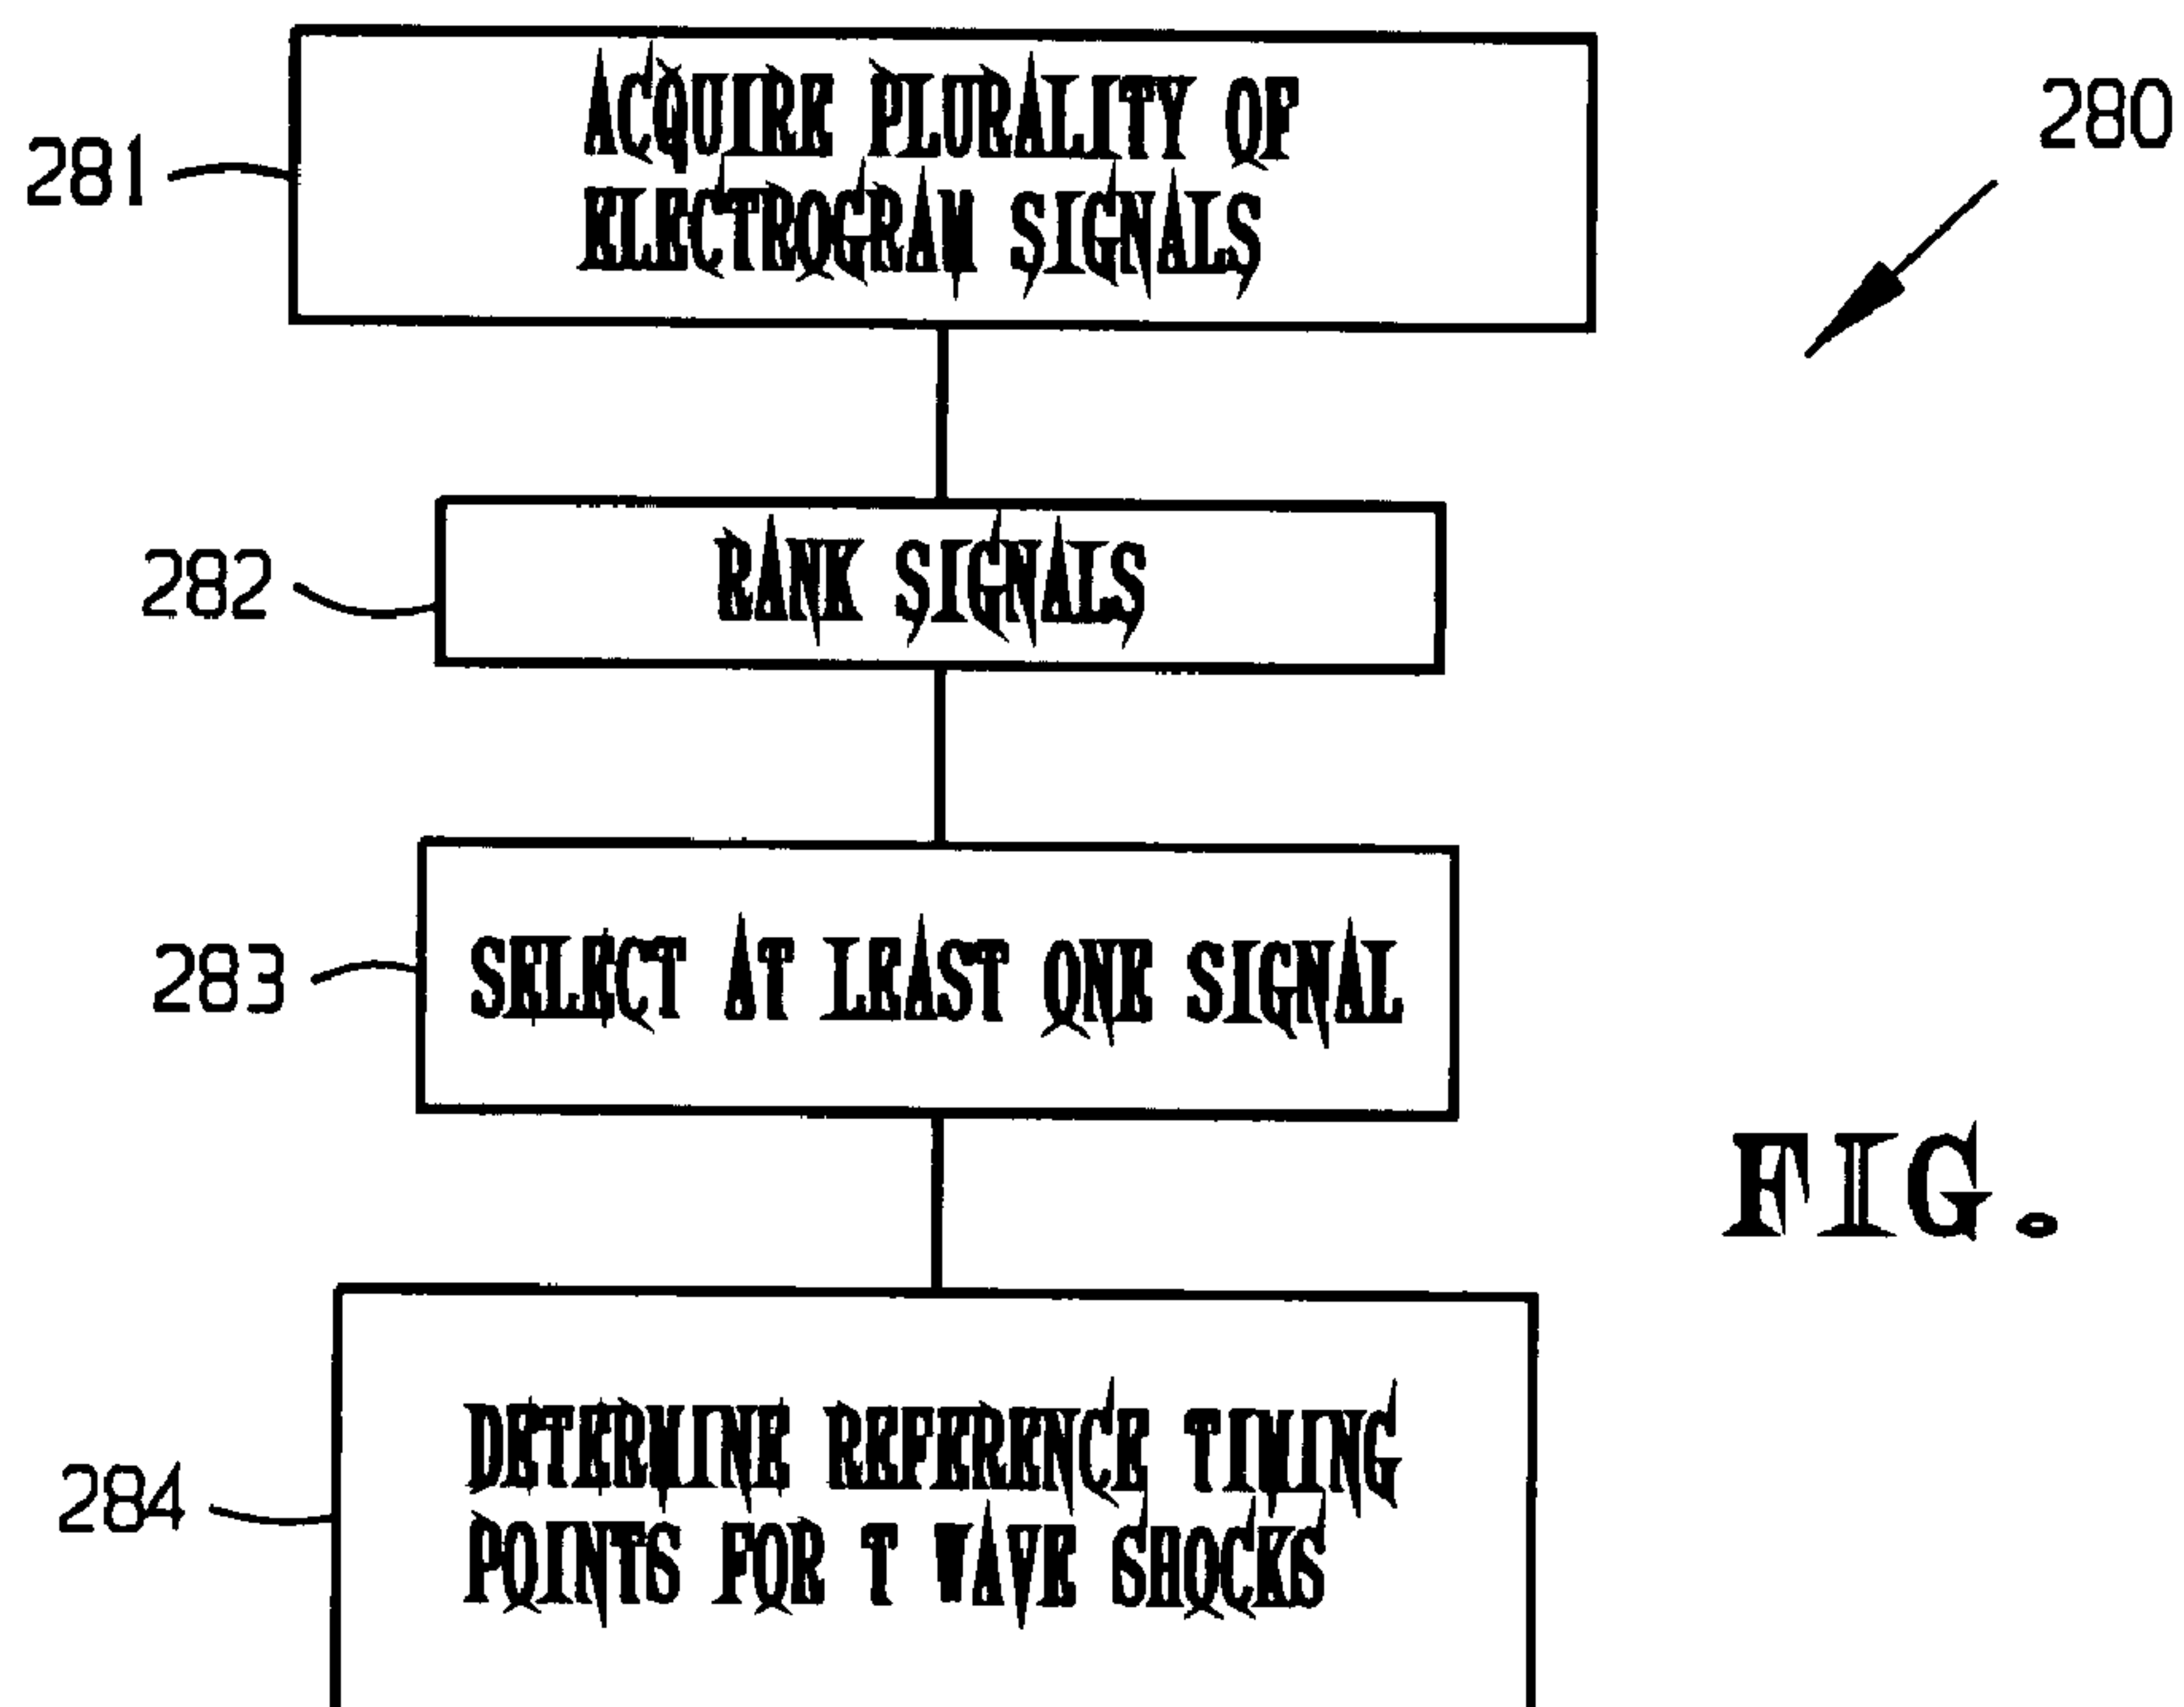 280
281
ACQUIRE PLURALITY OF
ELECTROGRAM SIGNALS
282
RANK SIGNALS
283
SELECT AT LEAST ONE SIGNAL
FIG.
284
DETERMINE REFERENCE TIMING
POINTS FOR T WAVE SHOCKS